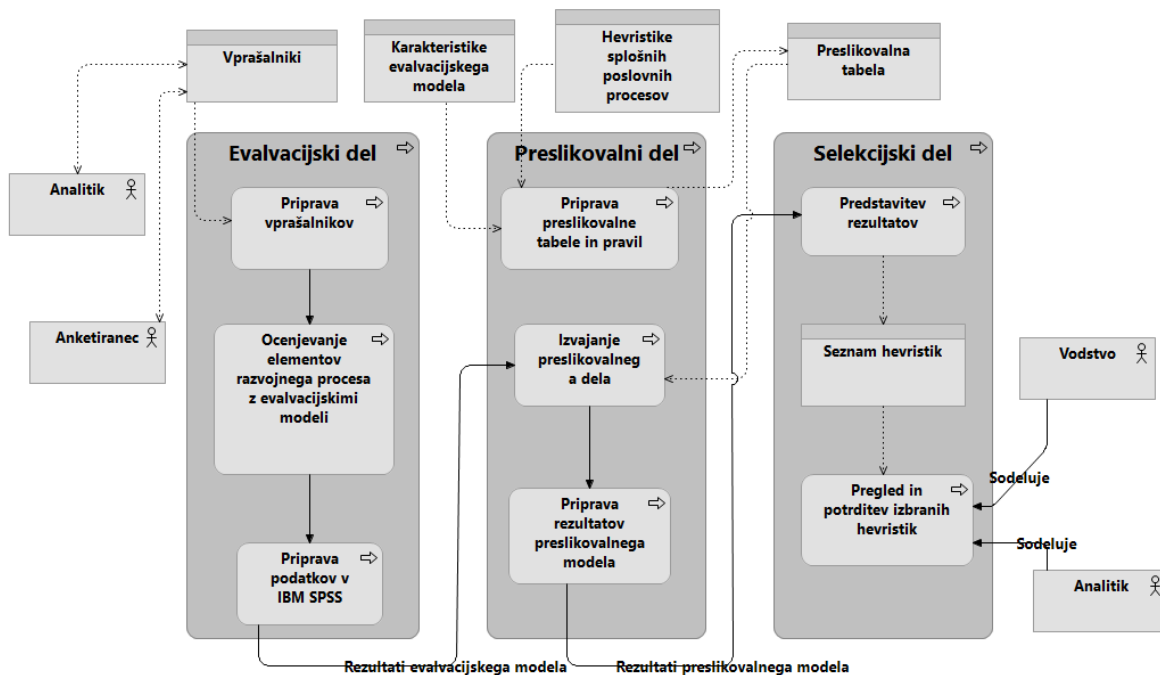 Vprašalniki
Karakteristike
evalvacijskega
modela
Hevristike
splošnih
poslovnih
procesov
Preslikovalna
tabela
Analitik
Anketiranec
Evalvacijski del
Priprava
vprašalnikov
Ocenjevanje
elementov
razvojnega procesa
z evalvacijskimi
modeli
Priprava
podatkov v
IBM SPSS
Preslikovalni del
Priprava
preslikovalne
tabele in pravil
Izvajanje
preslikovalneg
a dela
Priprava
rezultatov
preslikovalnega
modela
Selekcijski del
Predstavitev
rezultatov
Seznam hevristik
Pregled in
potrditev izbranih
hevristik
Vodstvo
Sodeluje
Sodeluje
Analitik
Rezultati evalvacijskega modela
Rezultati preslikovalnega modela